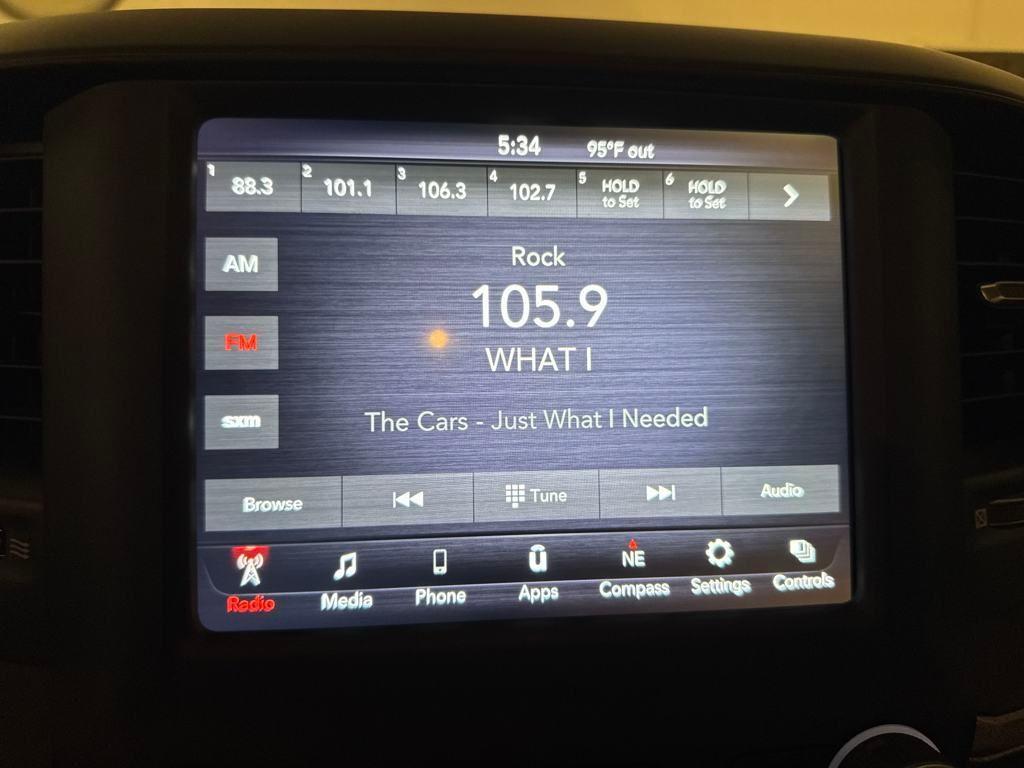 5:34 95°F out
1 88.3 2 101.1 3 106.3 4 102.7 5 HOLD to Set 6 HOLD to Set
AM
Rock
105.9
FM
WHAT I
sxm
The Cars - Just What I Needed
Browse Tune Audio
NE
Radio Media Phone Apps Compass Settings Controls